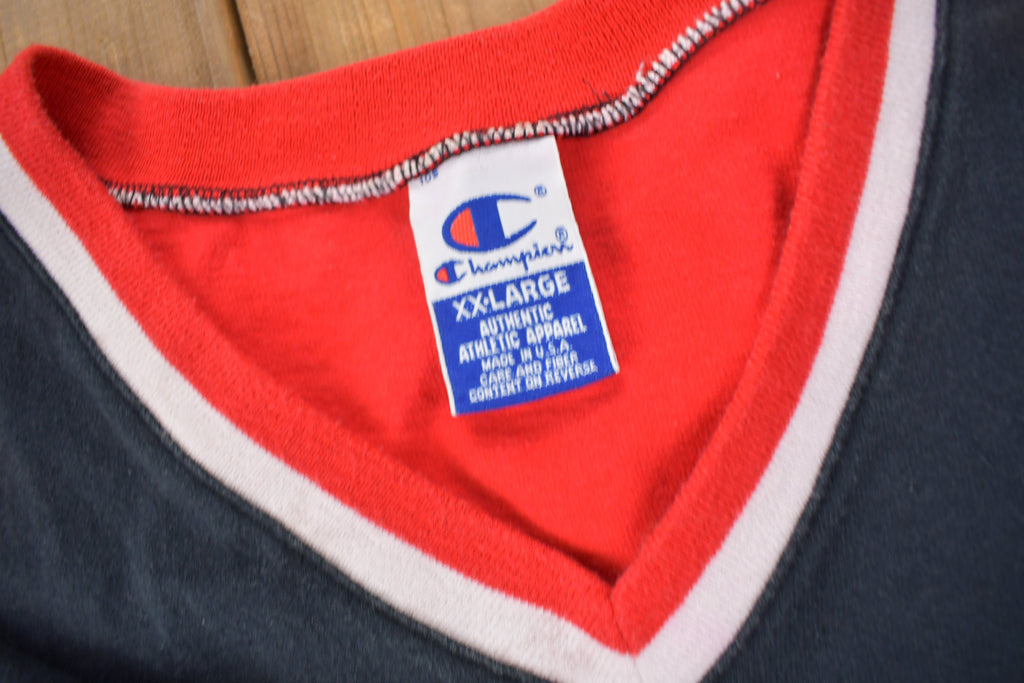 Champion
XX-LARGE
AUTHENTIC
ATHLETIC APPAREL
MADE IN U.S.A.
CARE AND FIBER
CONTENT ON REVERSE